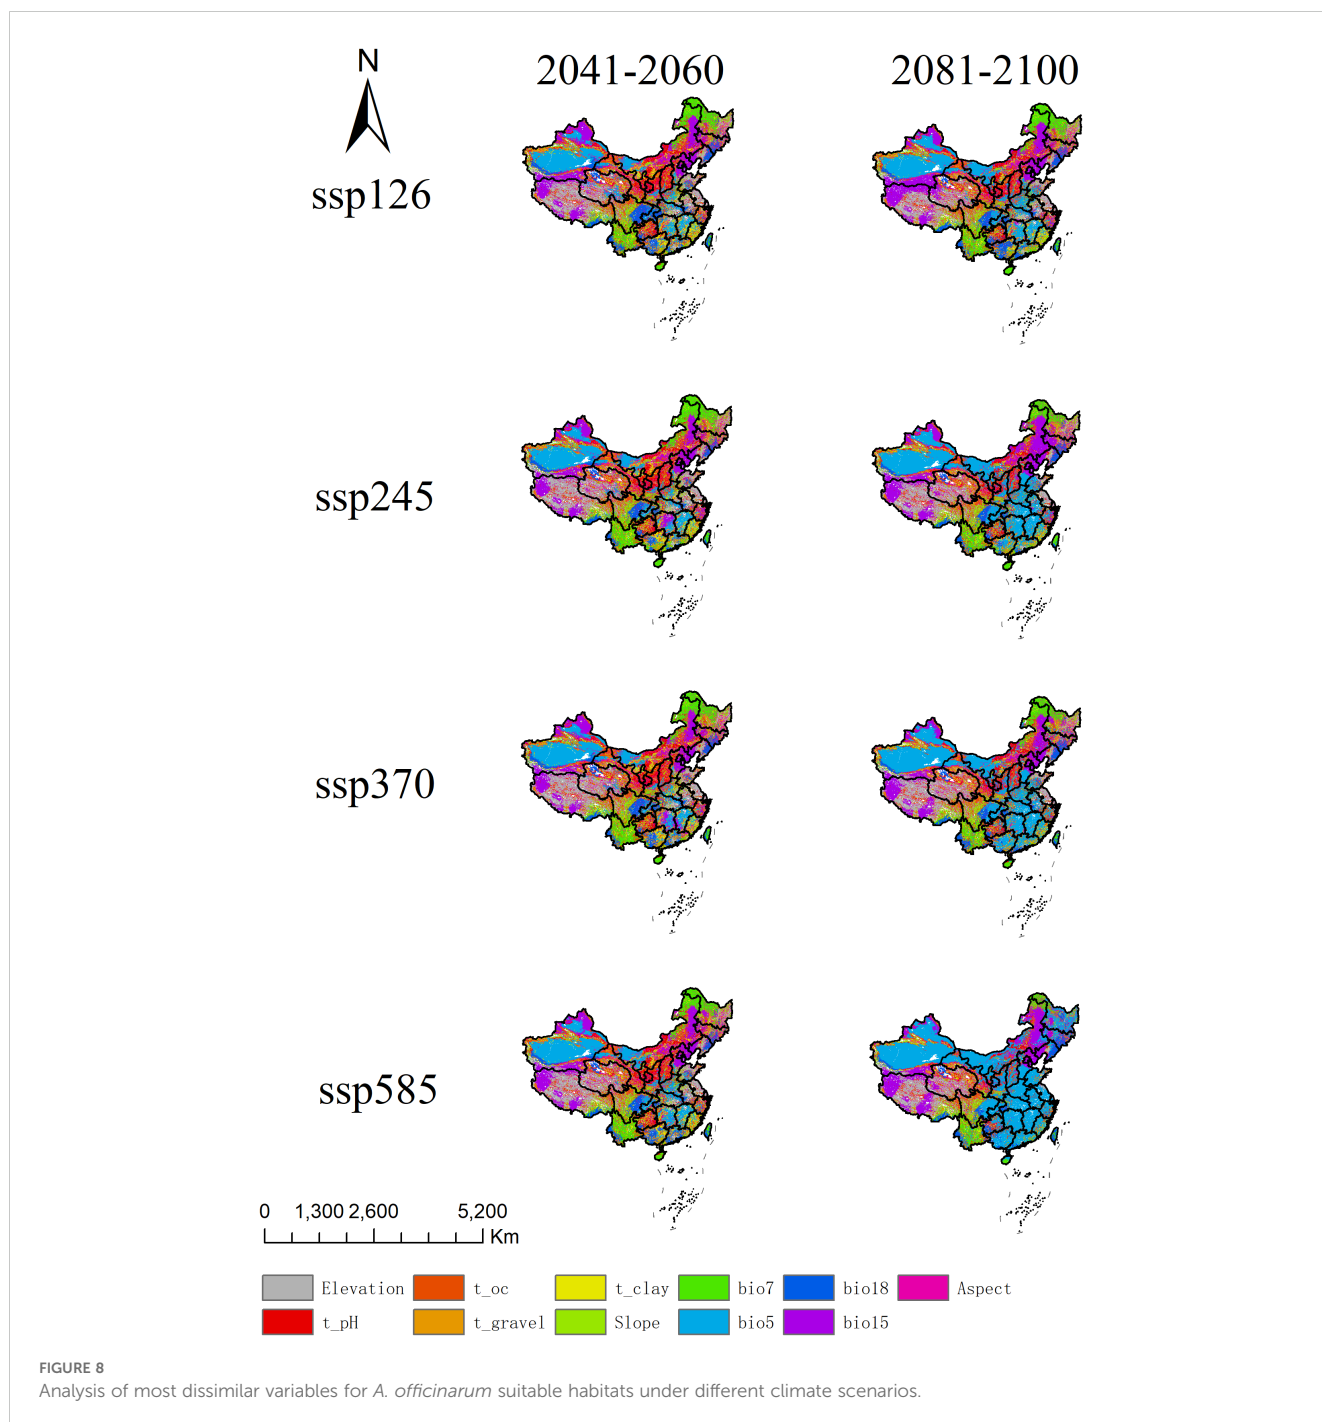 N
2041-2060 2081-2100
ssp126
ssp245
ssp370
ssp585
0 1,300 2,600 5,200
Km
Elevation t_oc t_clay bio7 bio18 Aspect
t_pH t_gravel Slope bio5 bio15
FIGURE 8
Analysis of most dissimilar variables for A. officinarum suitable habitats under different climate scenarios.